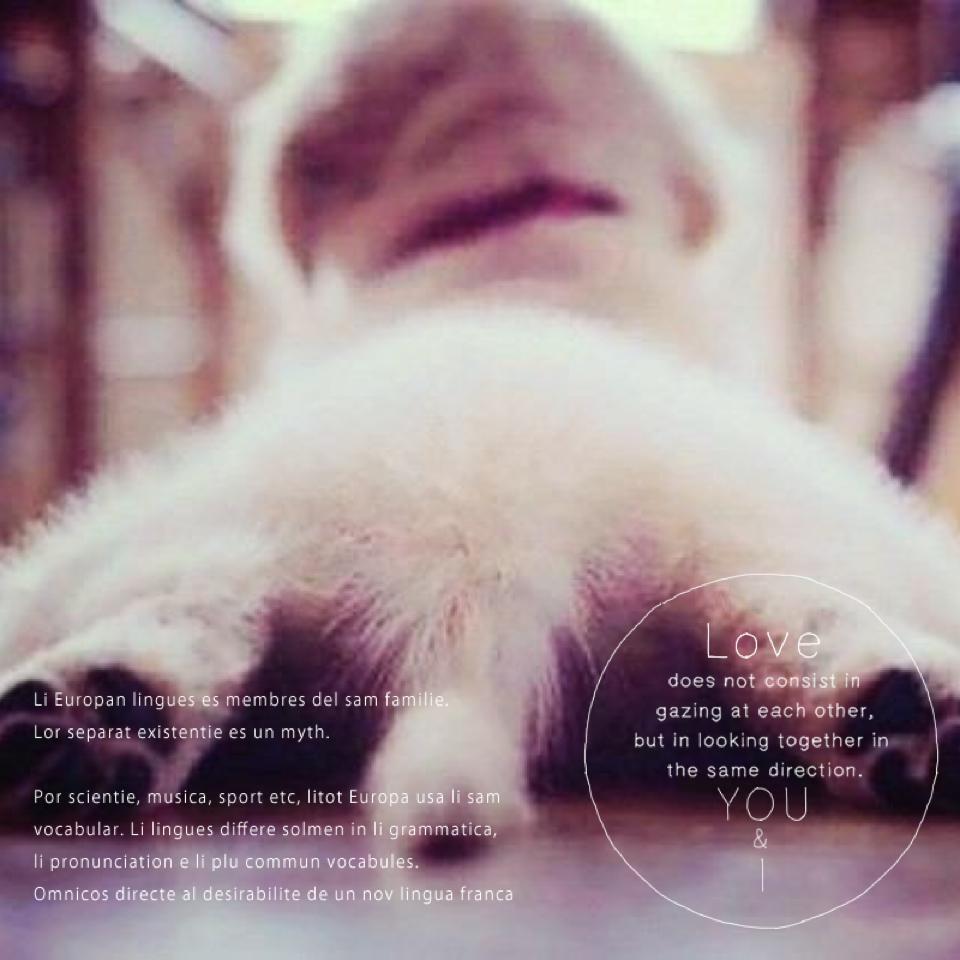 Li Europan lingues es membres del sam familie.
Lor separat existentie es un myth.
Por scientie, musica, sport etc, litot Europa usa li sam
vocabular. Li lingues differe solmen in li grammatica,
li pronunciation e li plu commun vocabules.
Omnicos directe al desirabilite de un nov lingua franca
Love
does not consist in
gazing at each other,
but in looking together in
the same direction.
YOU
&
I